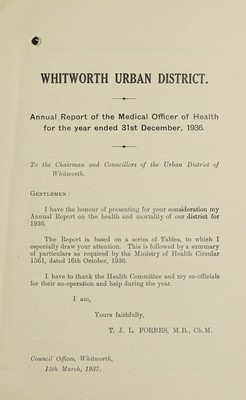 WHITWORTH URBAN DISTRICT.
Annual Report of the Medical Officer of Health
for the year ended 31st December, 1936.
To the Chairman and Councillors of the Urban District of
Whitworth.
GENTLEMEN :
I have the honour of presenting for your consideration my
Annual Report on the health and mortality of our district for
1936.
The Report is based on a series of Tables, to which I
especially draw your attention. This is followed by a summary
of particulars as required by the Ministry of Health Circular
1561, dated 16th October, 1936.
I have to thank the Health Committee and my co-officials
for their co-operation and help during the year.
I am,
Yours faithfully,
T. J. L. FORBES, M.B., Ch.M.
Council Offices, Whitworth,
15th March, 1937.